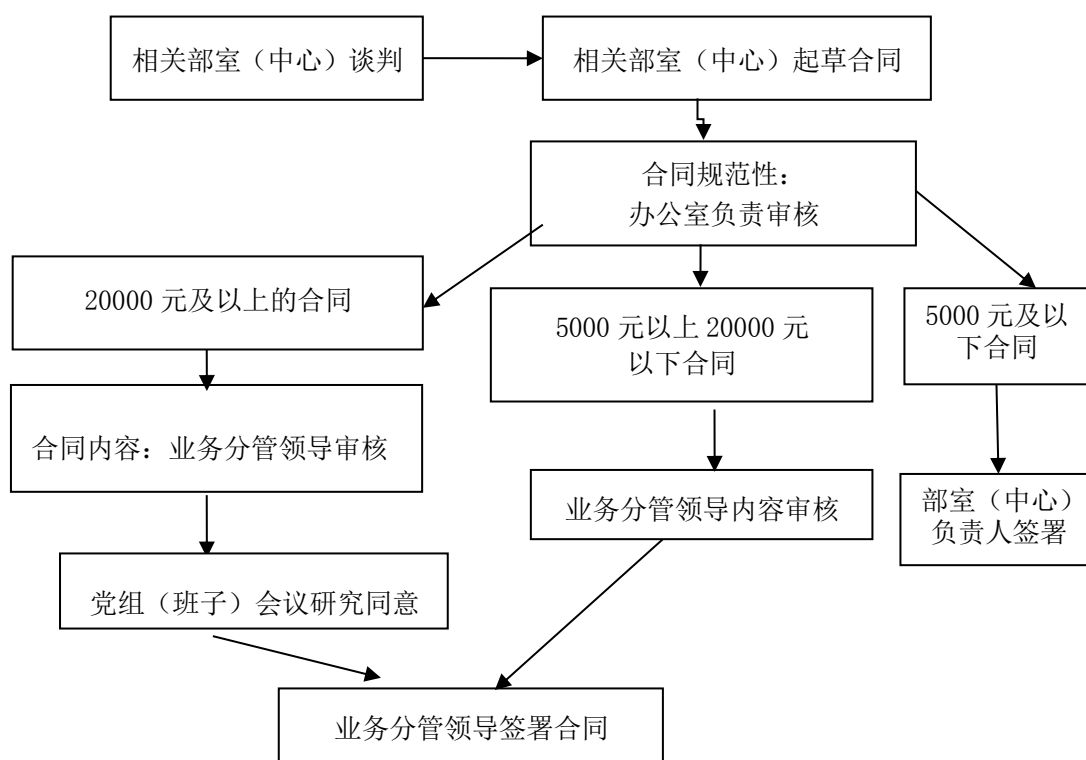 相关部室（中心）谈判
相关部室（中心）起草合同
合同规范性：
办公室负责审核
20000 元及以上的合同
5000 元以上 20000 元
以下合同
5000 元及以
下合同
合同内容：业务分管领导审核
业务分管领导内容审核
部室（中心）
负责人签署
党组（班子）会议研究同意
业务分管领导签署合同